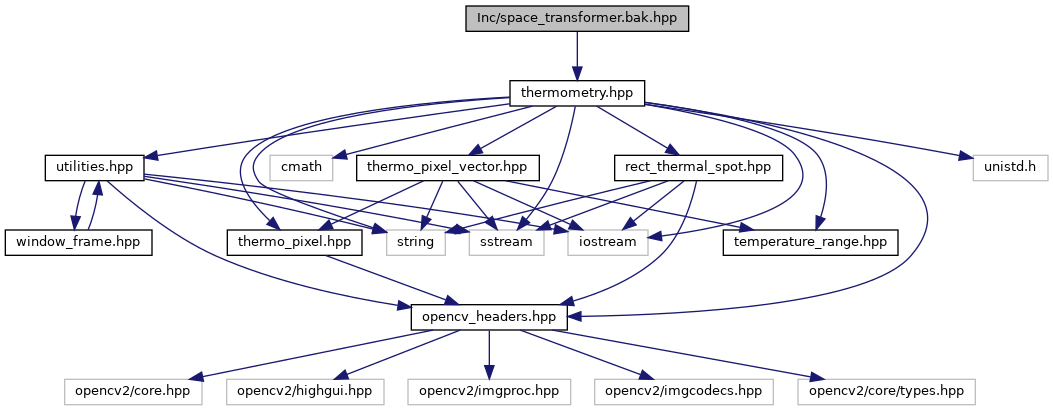 Inc/space_transformer.bak.hpp
thermometry.hpp
utilities.hpp
cmath
thermo_pixel_vector.hpp
rect_thermal_spot.hpp
unistd.h
window_frame.hpp
thermo_pixel.hpp
string
sstream
iostream
temperature_range.hpp
opencv_headers.hpp
opencv2/core.hpp
opencv2/highgui.hpp
opencv2/imgproc.hpp
opencv2/imgcodecs.hpp
opencv2/core/types.hpp